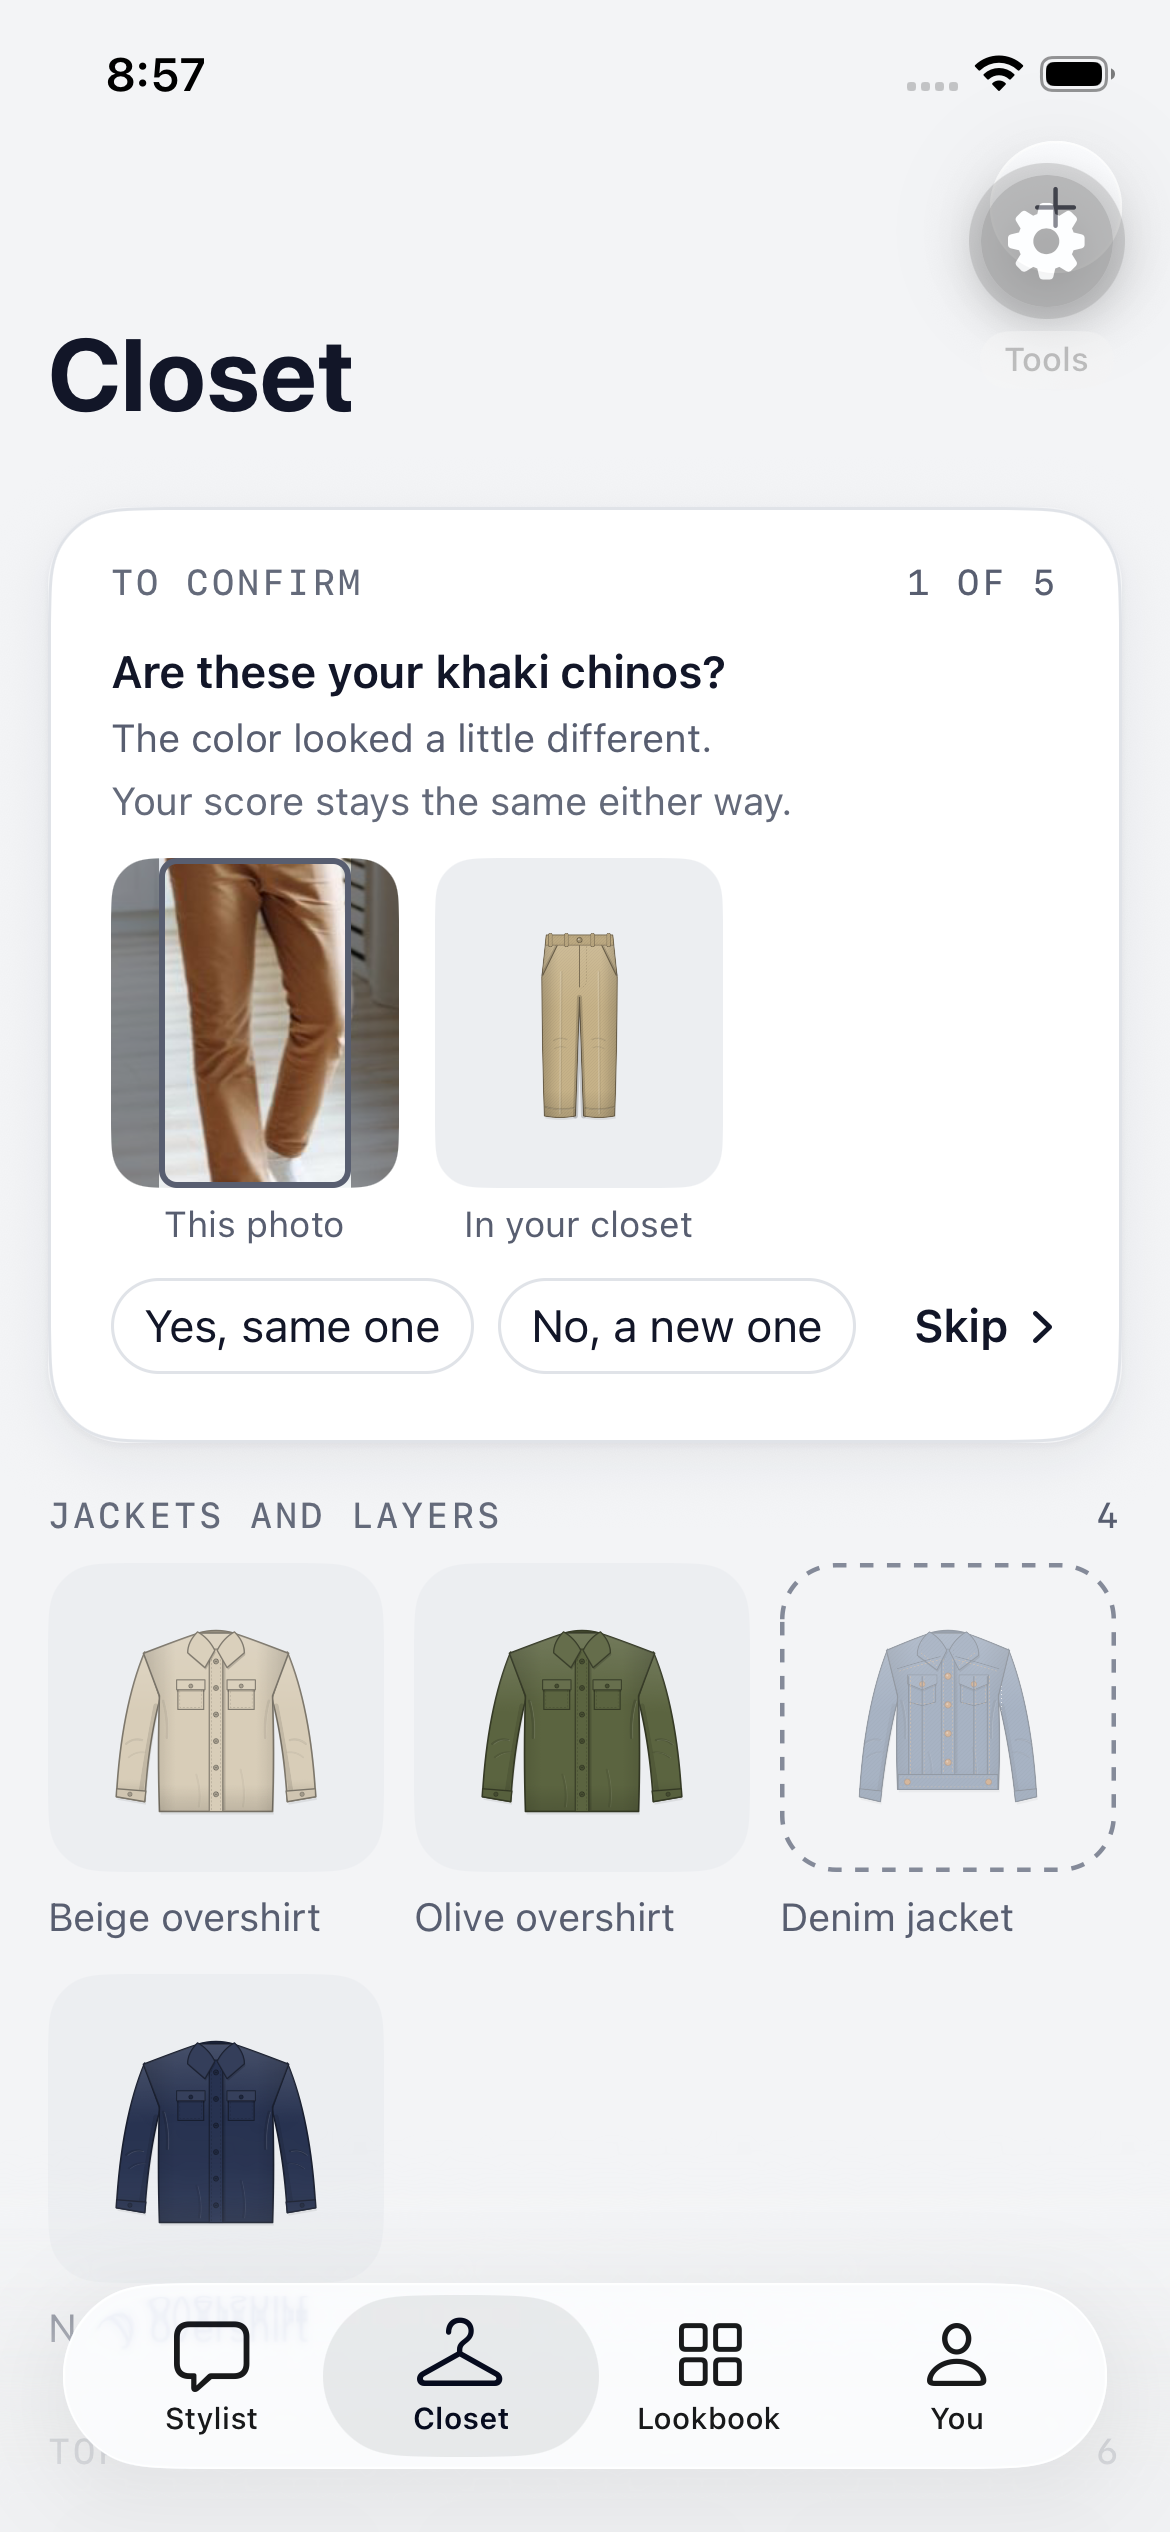 8:57
Tools
Closet
TO CONFIRM
1 OF 5
Are these your khaki chinos?
The color looked a little different.
Your score stays the same either way.
This photo
In your closet
Yes, same one
No, a new one
Skip
JACKETS AND LAYERS
4
Beige overshirt
Olive overshirt
Denim jacket
6
Stylist
Closet
Lookbook
You